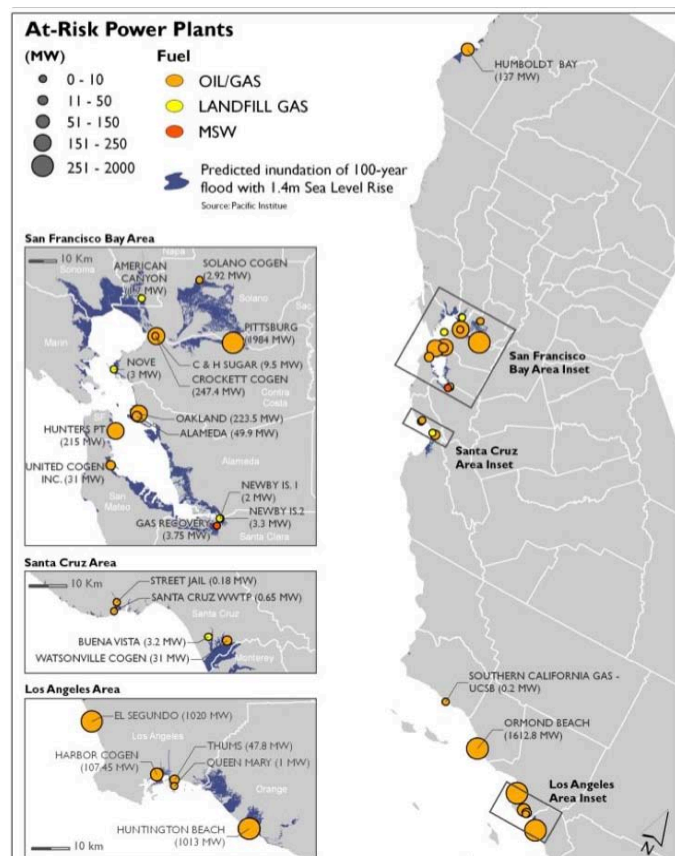 At-Risk Power Plants
(MW)
0 - 10
11 - 50
51 - 150
151 - 250
251 - 2000
Fuel
OIL/GAS
LANDFILL GAS
MSW
Predicted inundation of 100-year
flood with 1.4m Sea Level Rise
Source: Pacific Institue
HUMBOLDT BAY
(137 MW)
San Francisco Bay Area
10 Km
Sonoma
Napa
AMERICAN
CANYON
MW)
SOLANO COGEN
(2.92 MW)
Solano
Sac
Marin
PITTSBURG
(1984 MW)
NOVE
(3 MW)
C & H SUGAR (9.5 MW)
CROCKETT COGEN
(247.4 MW)
Contra
Costa
OAKLAND (223.5 MW)
ALAMEDA (49.9 MW)
HUNTERS PT
(215 MW)
UNITED COGEN
INC. (31 MW)
Alameda
San
Mateo
NEWBY IS. 1
(2 MW)
NEWBY IS.2
(3.3 MW)
GAS RECOVERY
(3.75 MW)
Santa Clara
San Francisco
Bay Area Inset
Santa Cruz
Area Inset
Santa Cruz Area
10 Km
STREET JAIL (0.18 MW)
SANTA CRUZ WWTP (0.65 MW)
Santa Cruz
BUENA VISTA (3.2 MW)
WATSONVILLE COGEN (31 MW)
Monterey
SOUTHERN CALIFORNIA GAS -
UCSB (0.2 MW)
ORMOND BEACH
(1612.8 MW)
Los Angeles Area
EL SEGUNDO (1020 MW)
Los Angeles
HARBOR COGEN
(107.45 MW)
THUMS (47.8 MW)
QUEEN MARY (1 MW)
Orange
HUNTINGTON BEACH
(1013 MW)
10 km
Los Angeles
Area Inset
N